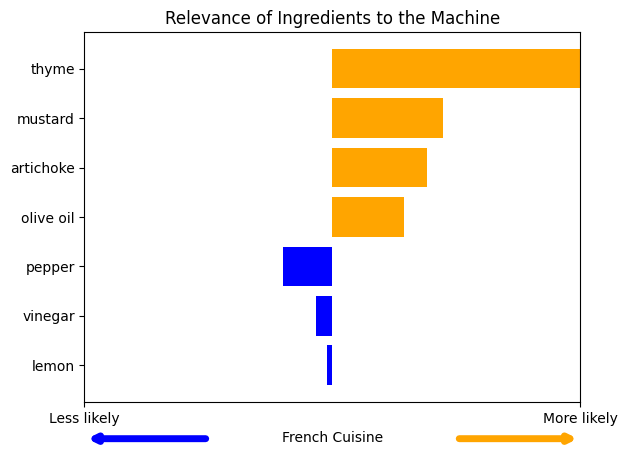 Relevance of Ingredients to the Machine
thyme
mustard
artichoke
olive oil
pepper
vinegar
lemon
Less likely
More likely
French Cuisine